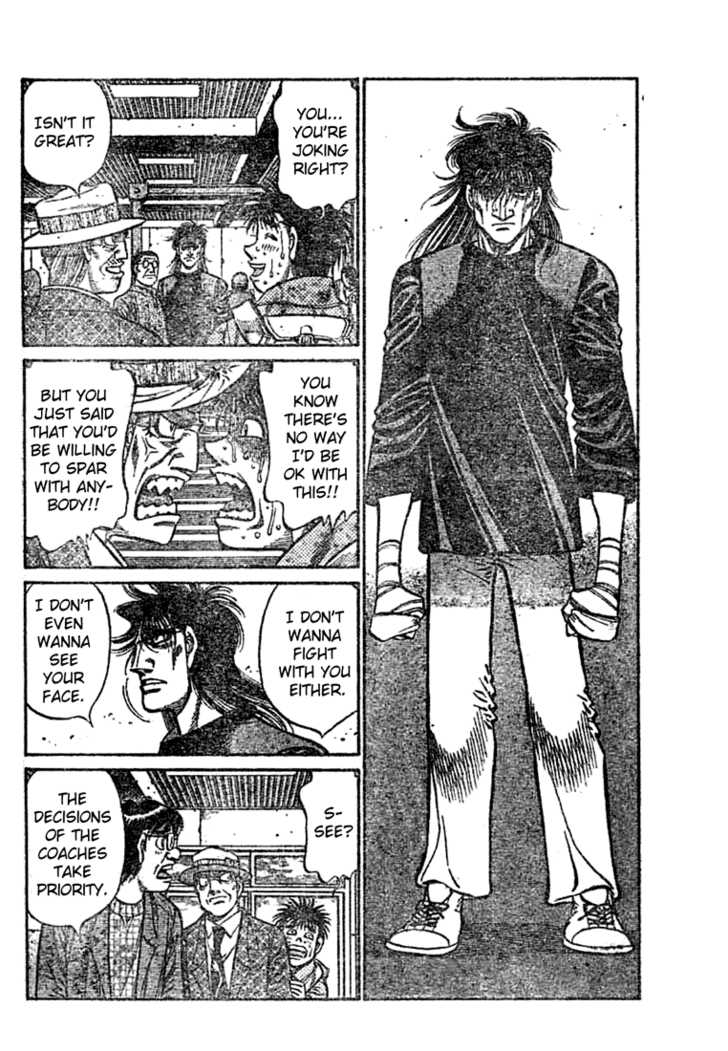 YOU...
YOU'RE
JOKING
RIGHT?
ISN'T IT
GREAT?
YOU
KNOW
THERE'S
NO WAY
I'D BE
OK WITH
THIS!!
BUT YOU
JUST SAID
THAT YOU'D
BE WILLING
TO SPAR
WITH ANY-
BODY!!
I DON'T
WANNA
FIGHT
WITH YOU
EITHER.
I DON'T
EVEN
WANNA
SEE
YOUR
FACE.
S-
SEE?
THE
DECISIONS
OF THE
COACHES
TAKE
PRIORITY.